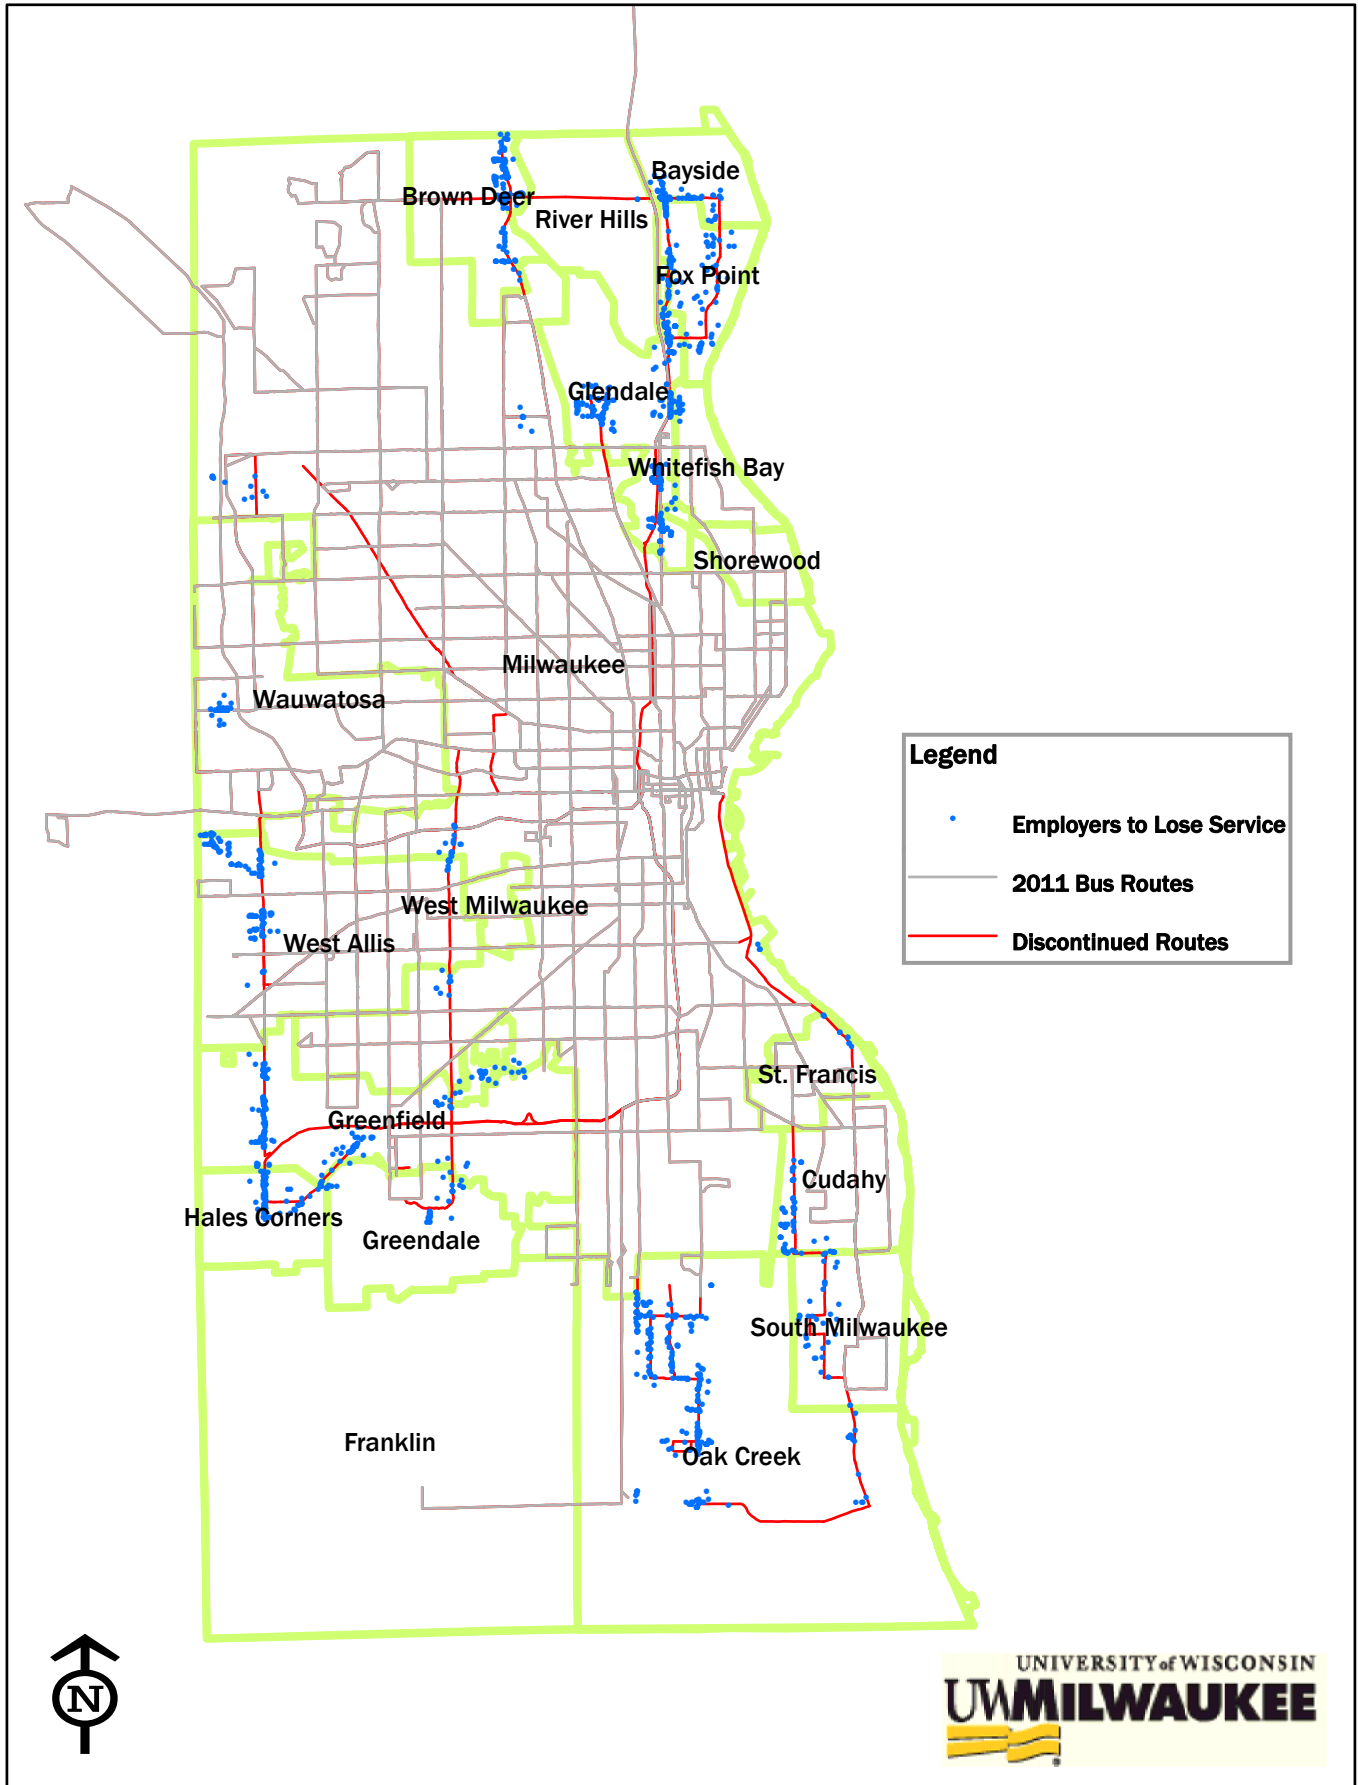 Bayside
Brown Deer
River Hills
Fox Point
Glendale
Whitefish Bay
Shorewood
Milwaukee
Wauwatosa
Legend
Employers to Lose Service
2011 Bus Routes
Discontinued Routes
West Milwaukee
West Allis
St. Francis
Greenfield
Cudahy
Hales Corners
Greendale
South Milwaukee
Franklin
Oak Creek
N
UNIVERSITY of WISCONSIN
UWMILWAUKEE